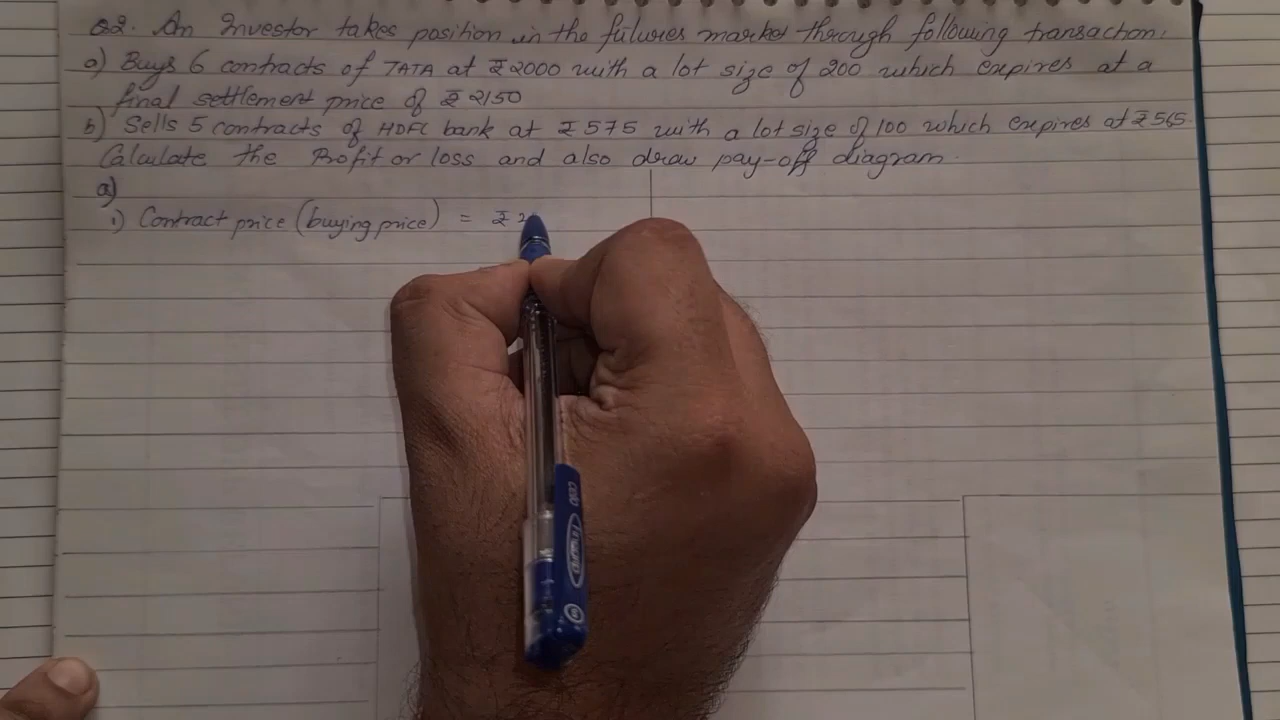 Q2. An Investor takes position in the futures market through following transaction.
a) Buys 6 contracts of TATA at ₹2000 with a lot size of 200 which expires at a
final settlement price of ₹ 2150
b) Sells 5 contracts of HDFC bank at ₹575 with a lot size of 100 which expires at ₹565.
Calculate the Profit or loss and also draw pay-off diagram.
a)
i) Contract price (buying price) = ₹ 2
cello